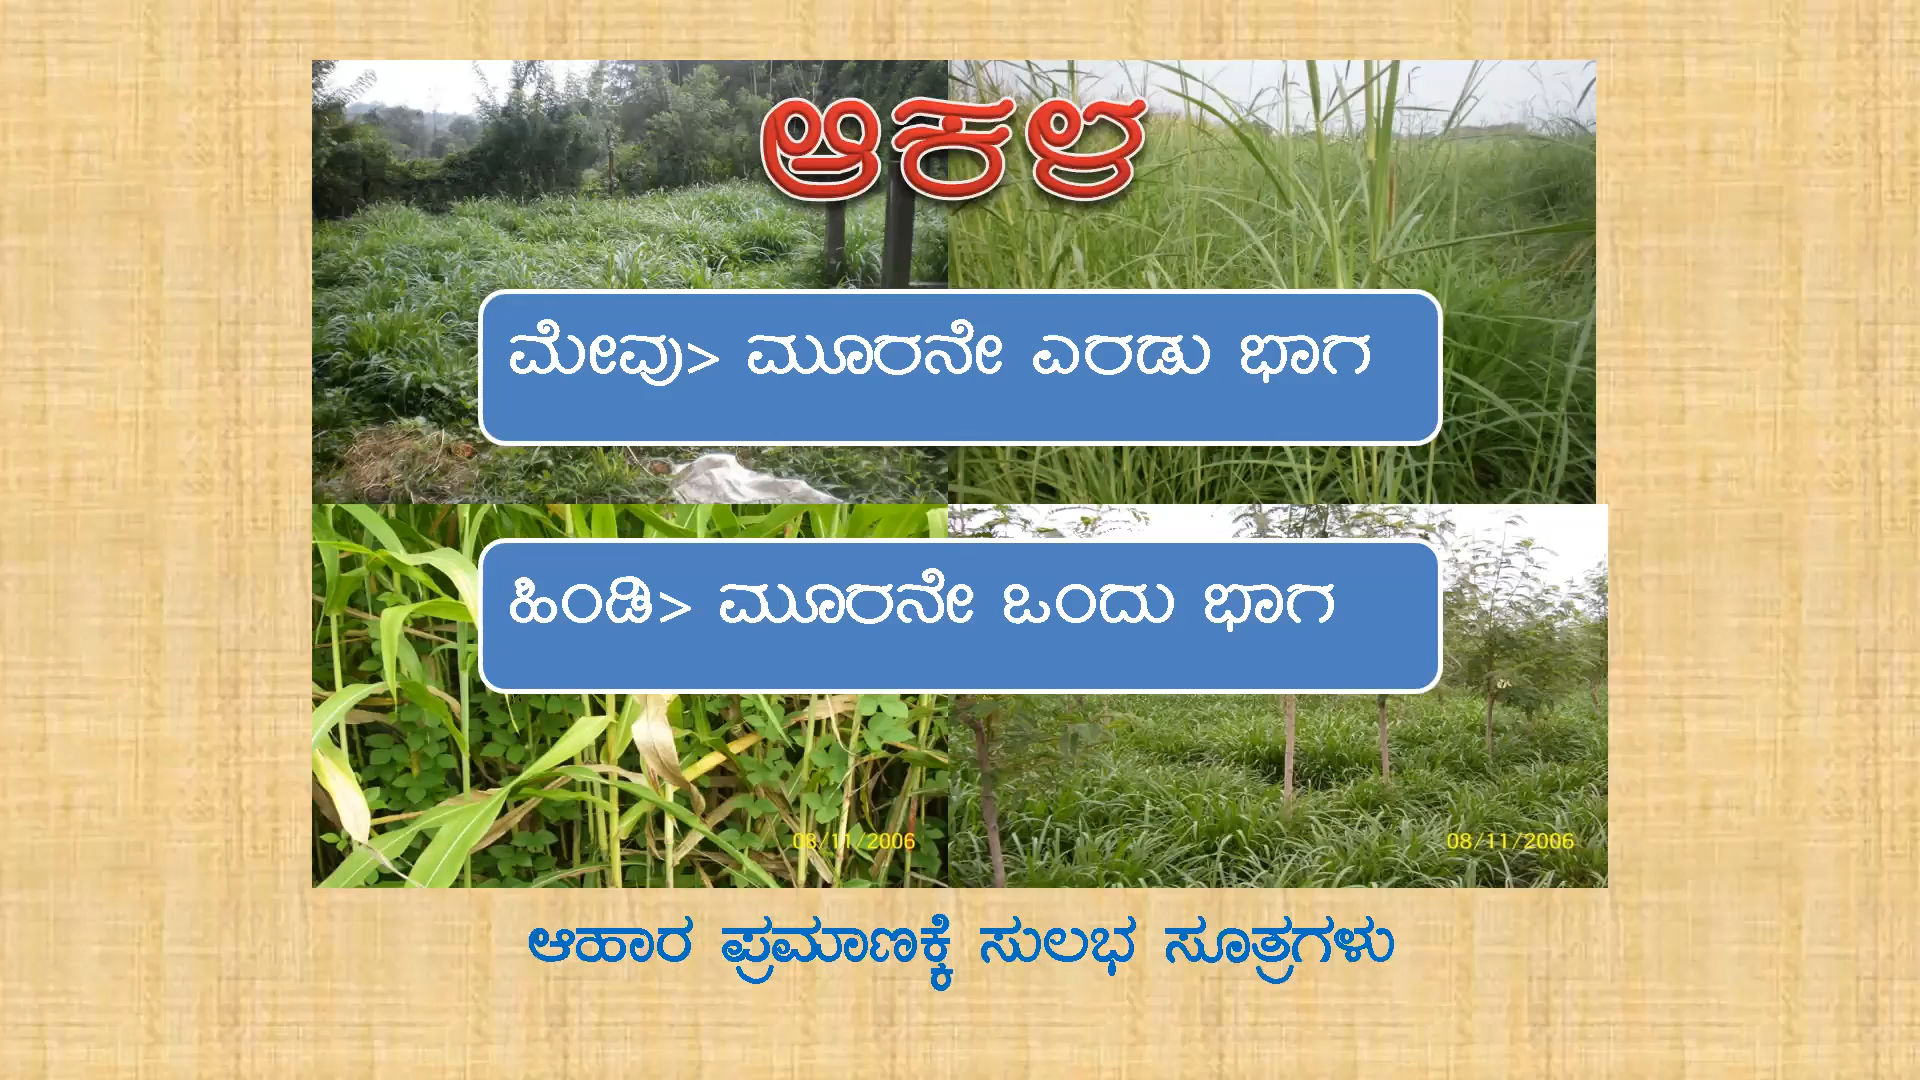 ಆಕಳ
ಮೇವು> ಮೂರನೇ ಎರಡು ಭಾಗ
ಹಿಂಡಿ> ಮೂರನೇ ಒಂದು ಭಾಗ
08/11/2006
08/11/2006
ಆಹಾರ ಪ್ರಮಾಣಕ್ಕೆ ಸುಲಭ ಸೂತ್ರಗಳು